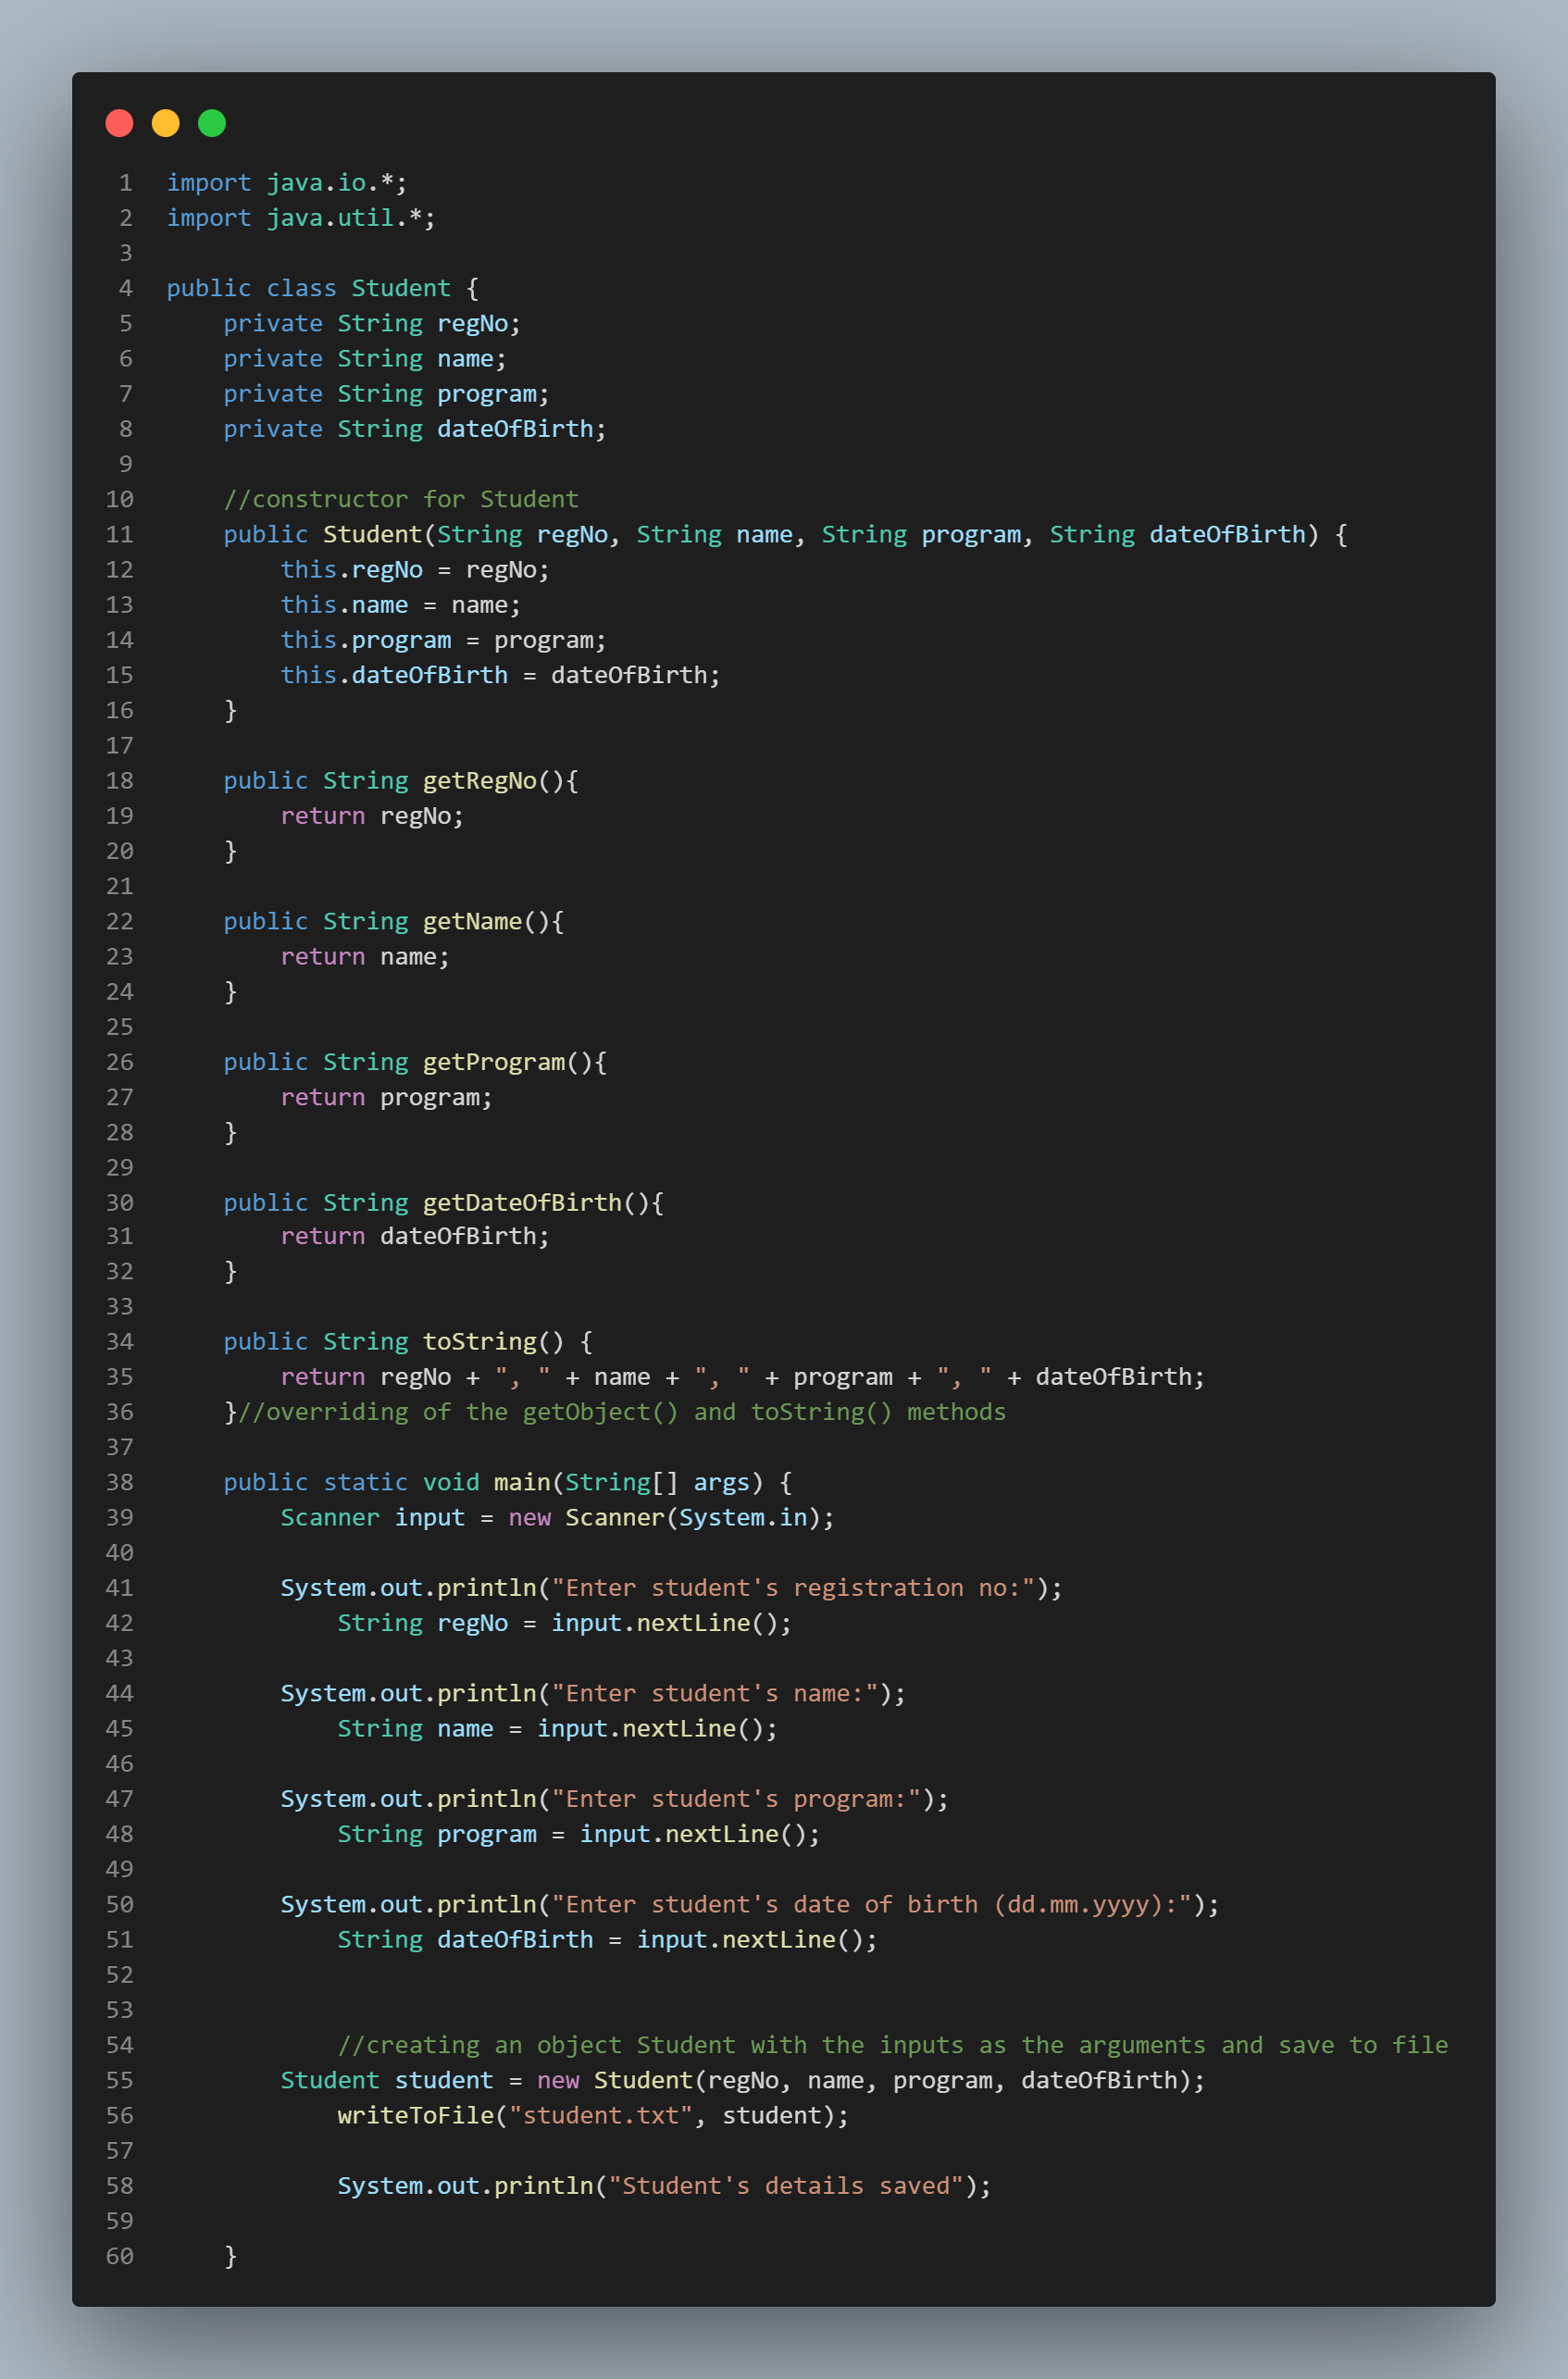 1 import java.io.*;
2 import java.util.*;
3
4 public class Student {
5     private String regNo;
6     private String name;
7     private String program;
8     private String dateOfBirth;
9
10     //constructor for Student
11     public Student(String regNo, String name, String program, String dateOfBirth) {
12         this.regNo = regNo;
13         this.name = name;
14         this.program = program;
15         this.dateOfBirth = dateOfBirth;
16     }
17
18     public String getRegNo(){
19         return regNo;
20     }
21
22     public String getName(){
23         return name;
24     }
25
26     public String getProgram(){
27         return program;
28     }
29
30     public String getDateOfBirth(){
31         return dateOfBirth;
32     }
33
34     public String toString() {
35         return regNo + ", " + name + ", " + program + ", " + dateOfBirth;
36     }//overriding of the getObject() and toString() methods
37
38     public static void main(String[] args) {
39         Scanner input = new Scanner(System.in);
40
41         System.out.println("Enter student's registration no:");
42             String regNo = input.nextLine();
43
44         System.out.println("Enter student's name:");
45             String name = input.nextLine();
46
47         System.out.println("Enter student's program:");
48             String program = input.nextLine();
49
50         System.out.println("Enter student's date of birth (dd.mm.yyyy):");
51             String dateOfBirth = input.nextLine();
52
53
54             //creating an object Student with the inputs as the arguments and save to file
55         Student student = new Student(regNo, name, program, dateOfBirth);
56             writeToFile("student.txt", student);
57
58             System.out.println("Student's details saved");
59
60     }